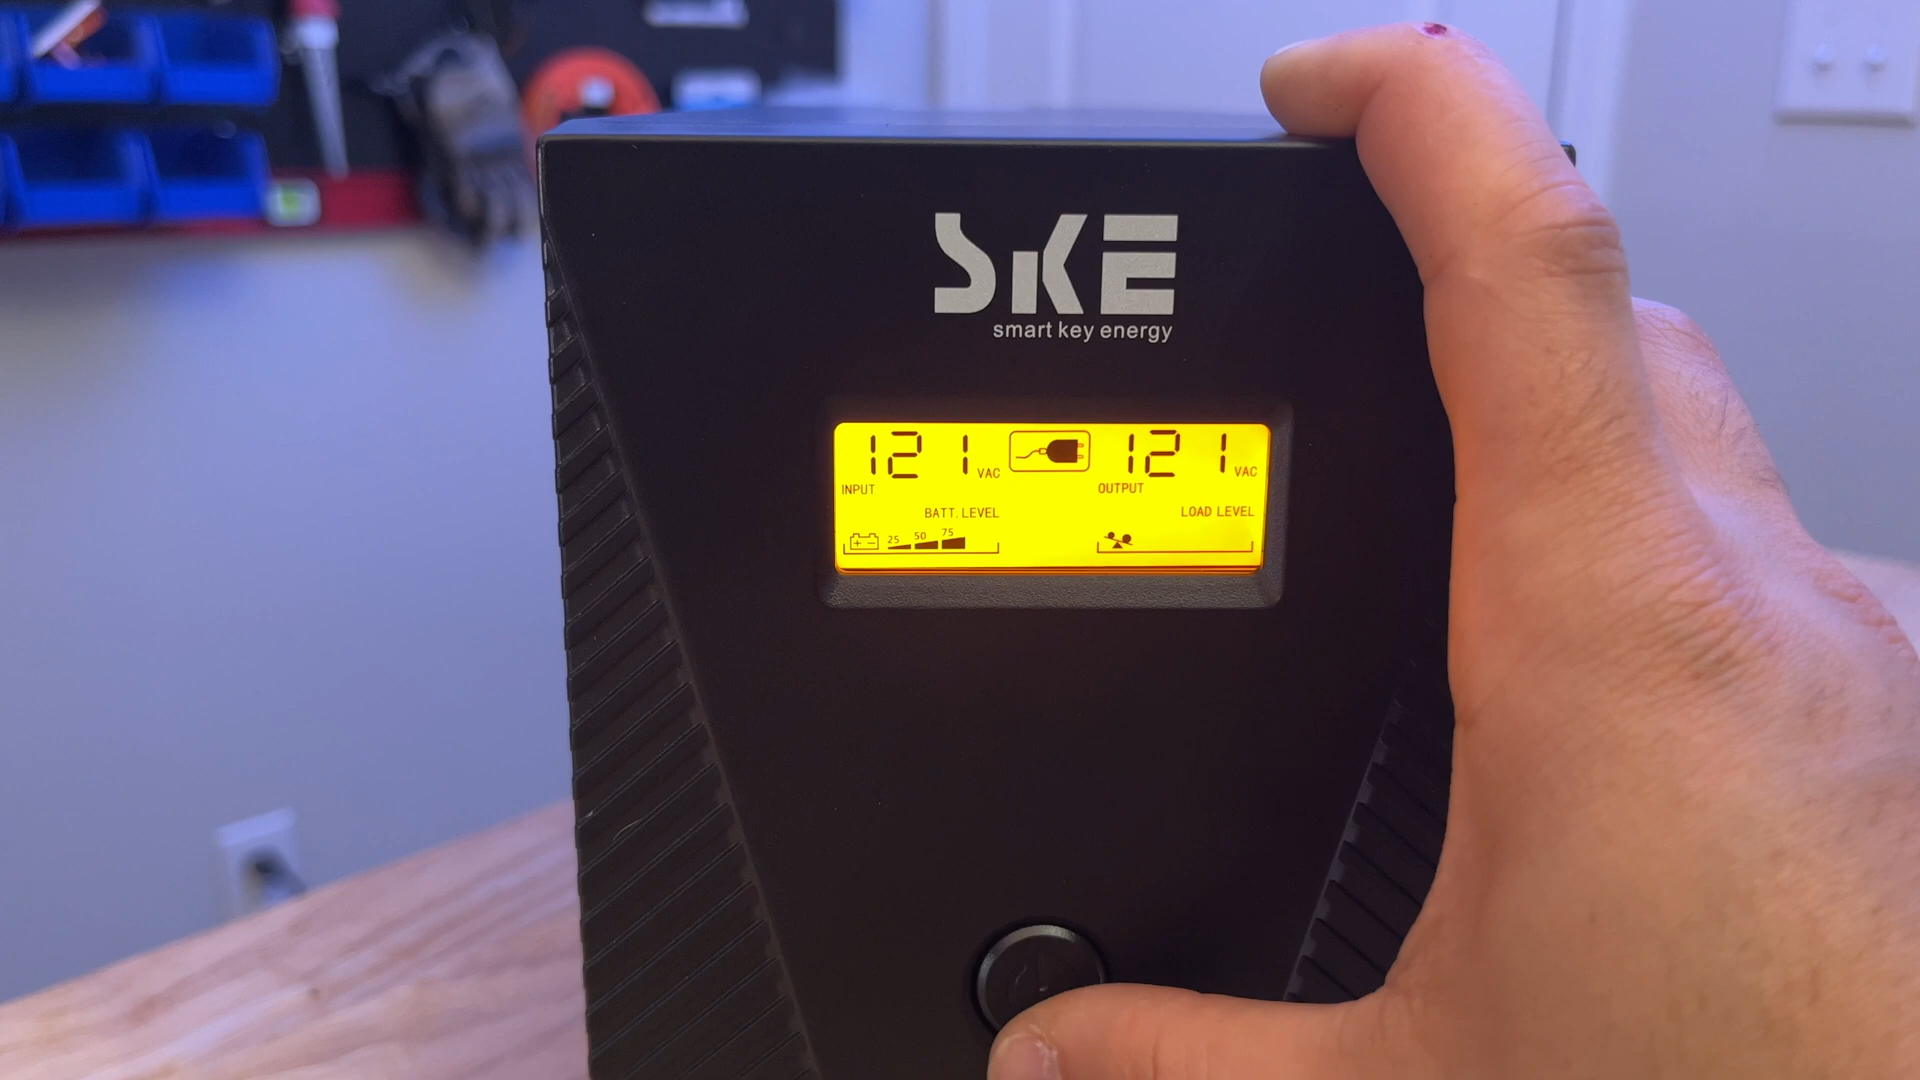 SKE
smart key energy
121 VAC 121 VAC
INPUT OUTPUT
BATT. LEVEL LOAD LEVEL
25 50 75